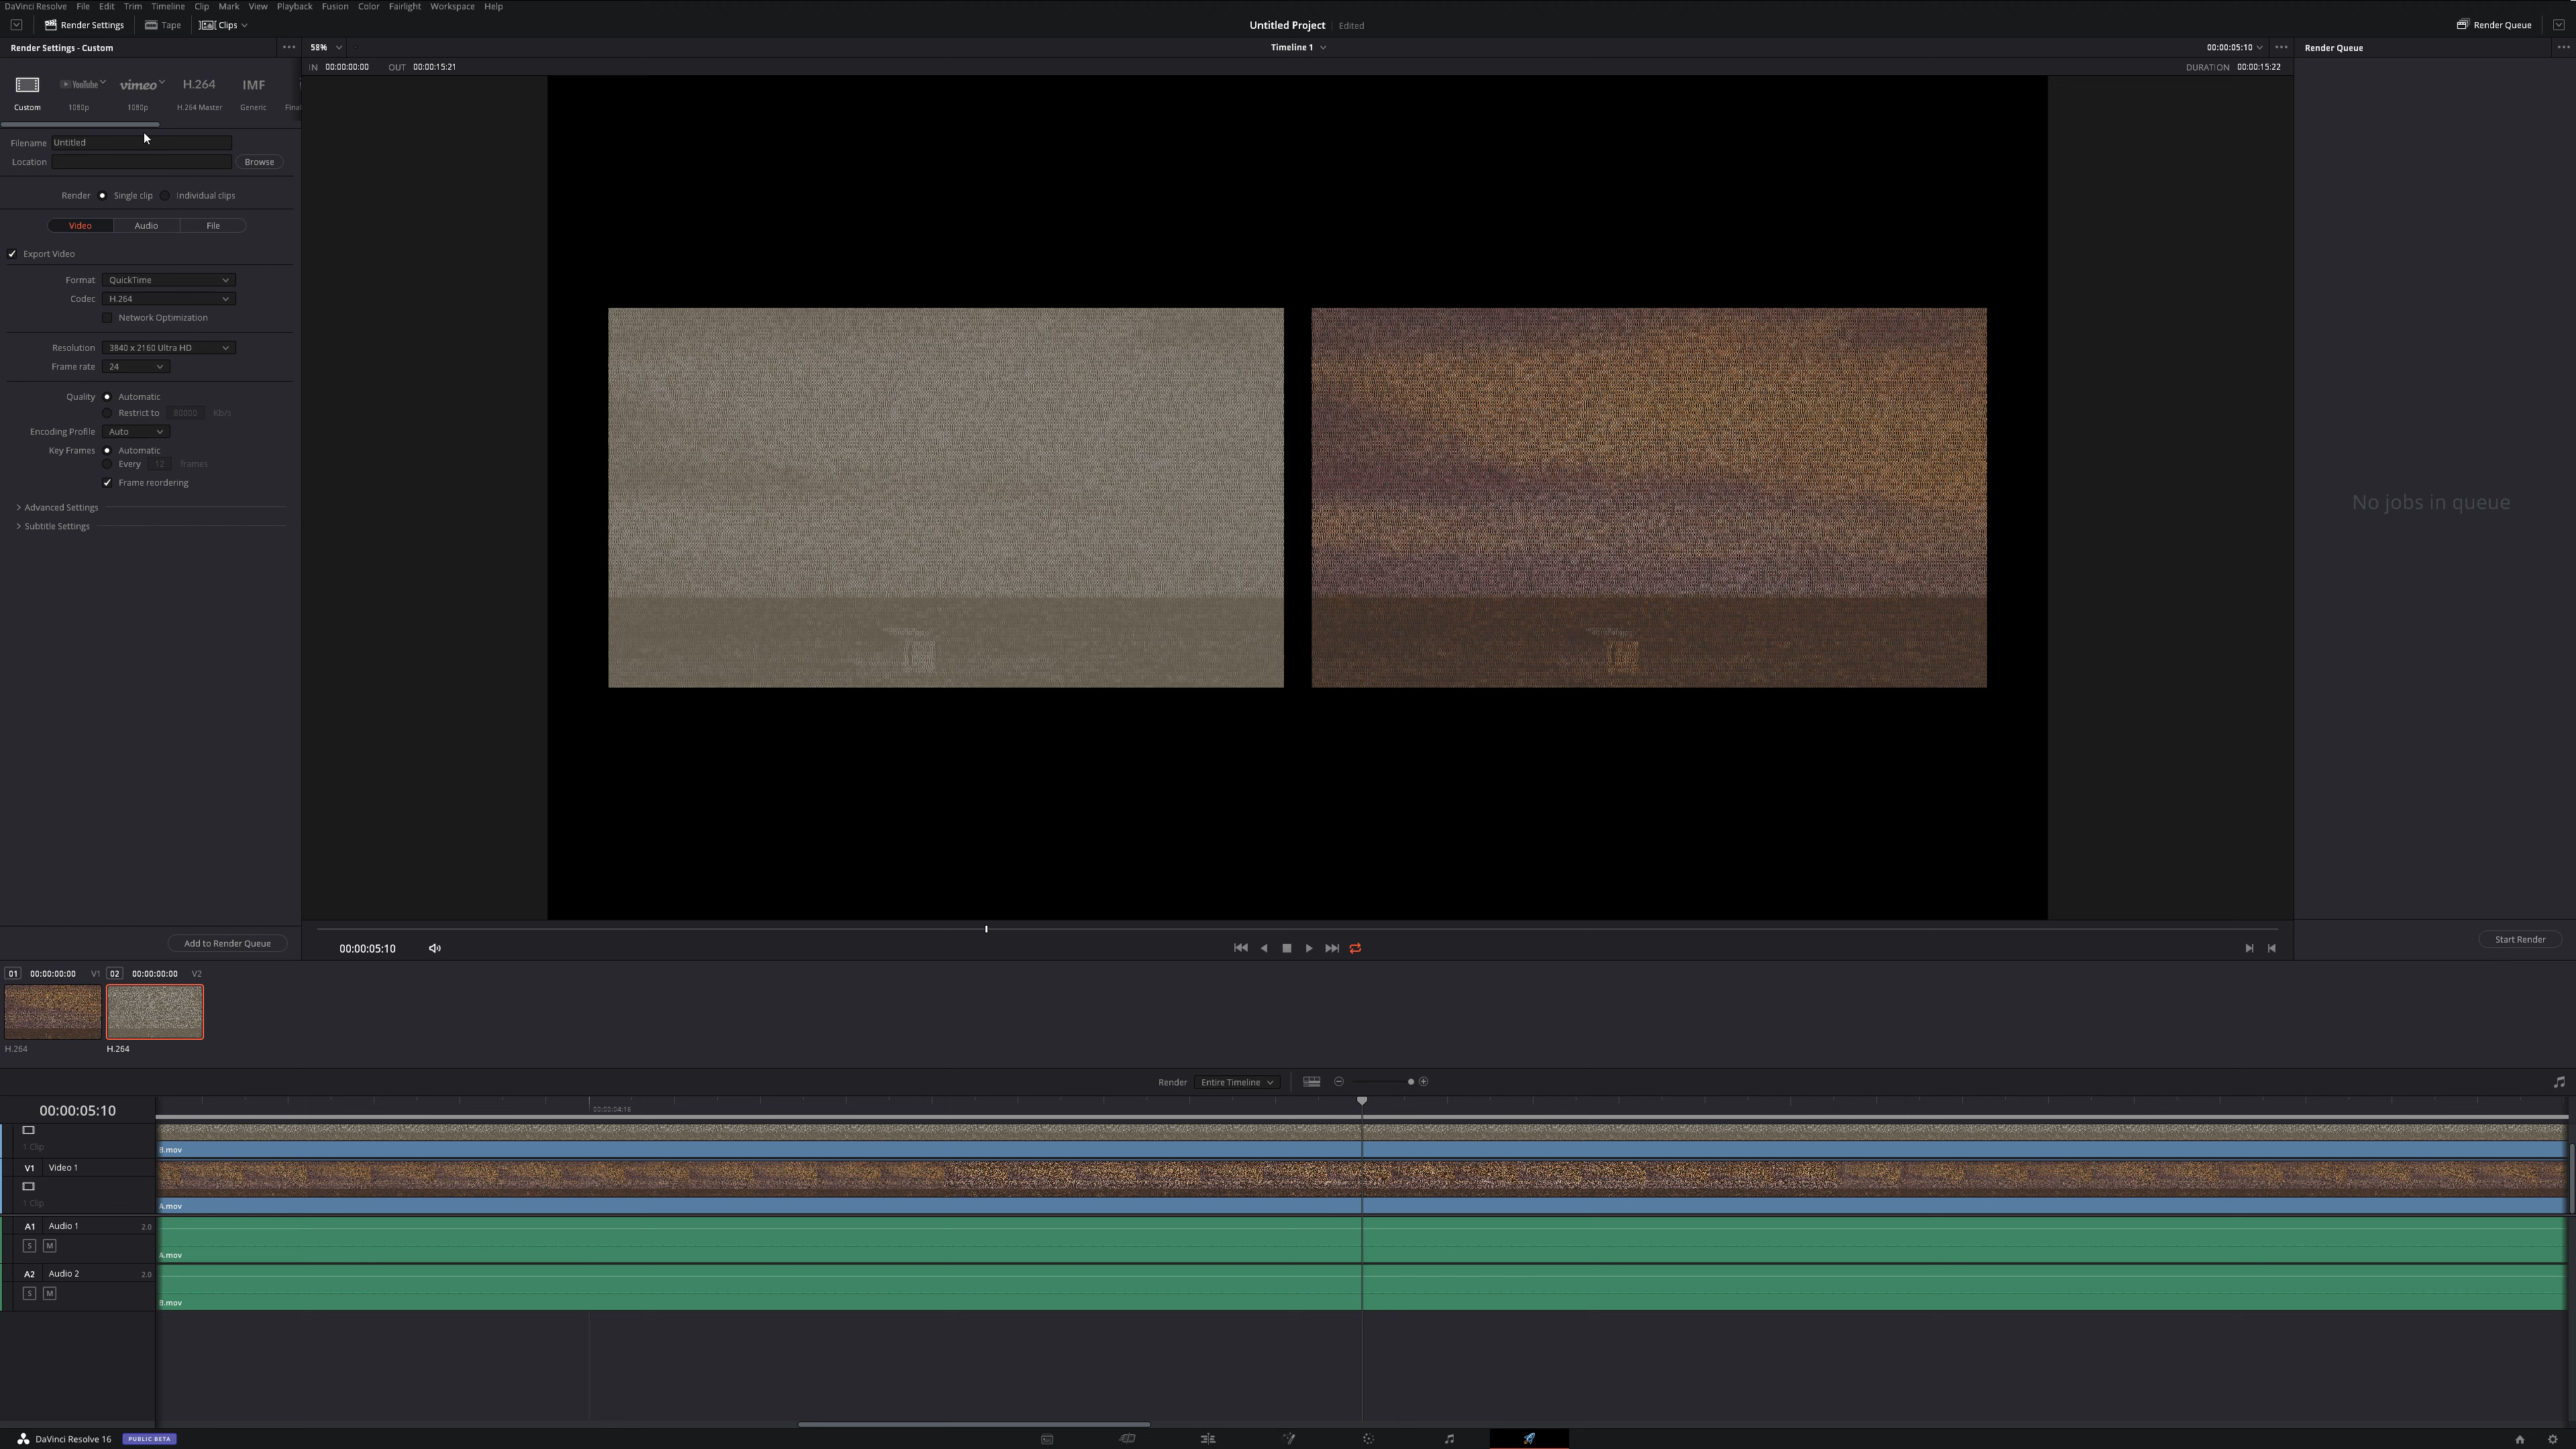 DaVinci Resolve File Edit Trim Timeline Clip Mark View Playback Fusion Color Fairlight Workspace Help
Render Settings Tape Clips Untitled Project Edited Render Queue
Render Settings - Custom 58% Timeline 1 00:00:05:10 Render Queue
IN 00:00:00:00 OUT 00:00:15:21 DURATION 00:00:15:22
YouTube vimeo H.264 IMF
Custom 1080p 1080p H.264 Master Generic Final
Filename Untitled
Location Browse
Render Single clip Individual clips
Video Audio File
Export Video
Format QuickTime
Codec H.264
Network Optimization
Resolution 3840 x 2160 Ultra HD
Frame rate 24
Quality Automatic
Restrict to 80000 Kb/s
Encoding Profile Auto
Key Frames Automatic
Every 12 frames
Frame reordering
Advanced Settings
Subtitle Settings
No jobs in queue
Add to Render Queue
00:00:05:10
Start Render
01 00:00:00:00 V1 02 00:00:00:00 V2
H.264 H.264
Render Entire Timeline
00:00:05:10 00:00:04:16
1 Clip B.mov
V1 Video 1
1 Clip A.mov
A1 Audio 1 2.0
S M
A.mov
A2 Audio 2 2.0
S M
B.mov
DaVinci Resolve 16 PUBLIC BETA